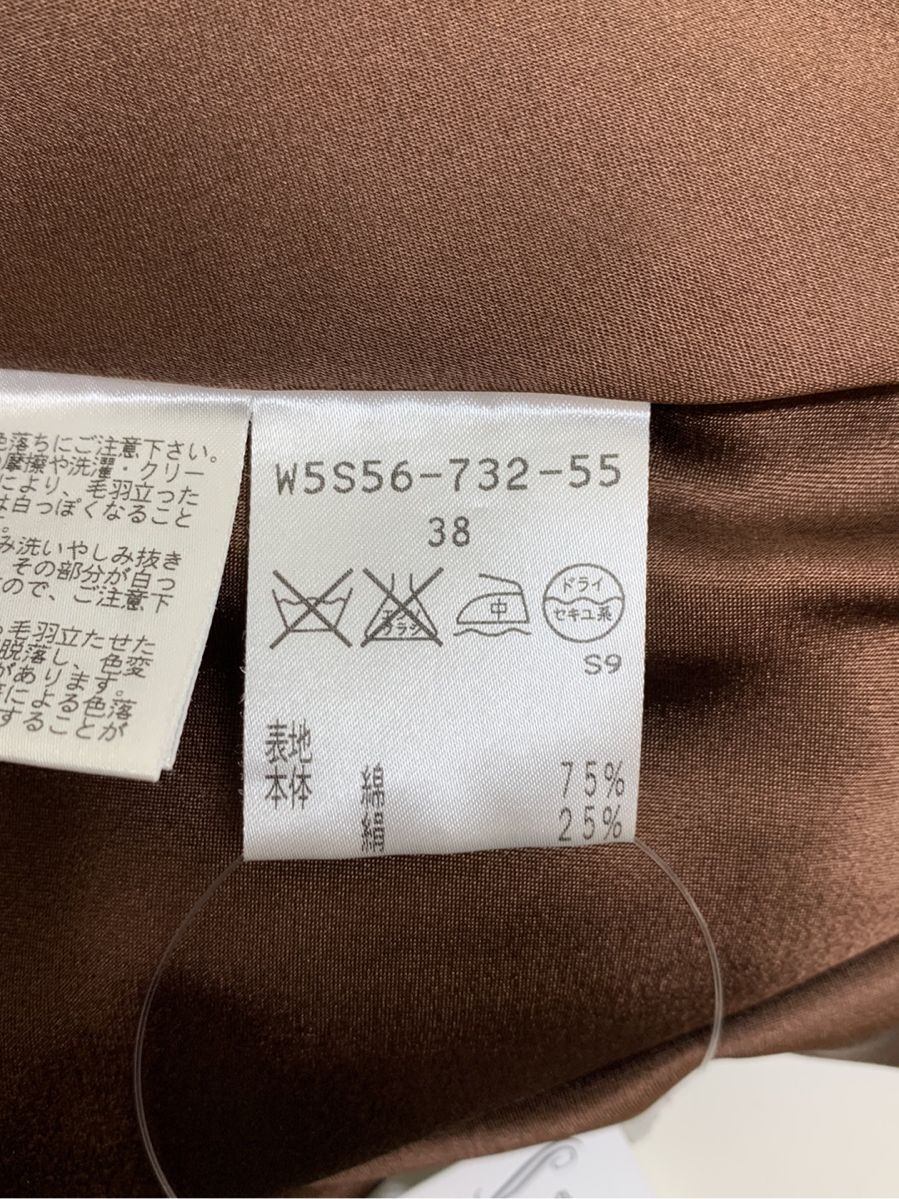 色落ちにご注意下さい。
摩擦や洗濯・クリー
により、毛羽立った
は白っぽくなること
み洗いやしみ抜き
その部分が白っ
ので、ご注意下
毛羽立たせた
脱落し、色変
があります。
による色落
することが
W5S56-732-55
38
エンソ サラシ
中
ドライ
セキユ系
S9
表地
本体
綿 75%
絹 25%